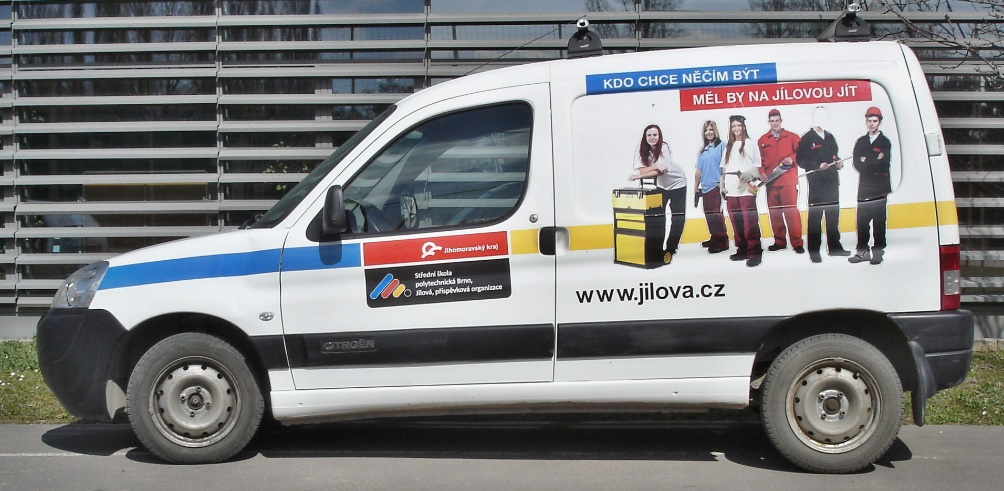 KDO CHCE NĚČÍM BÝT
MĚL BY NA JÍLOVOU JÍT
Jihomoravský kraj
Střední škola
polytechnická Brno,
Jílová, příspěvková organizace
www.jilova.cz
CITROËN